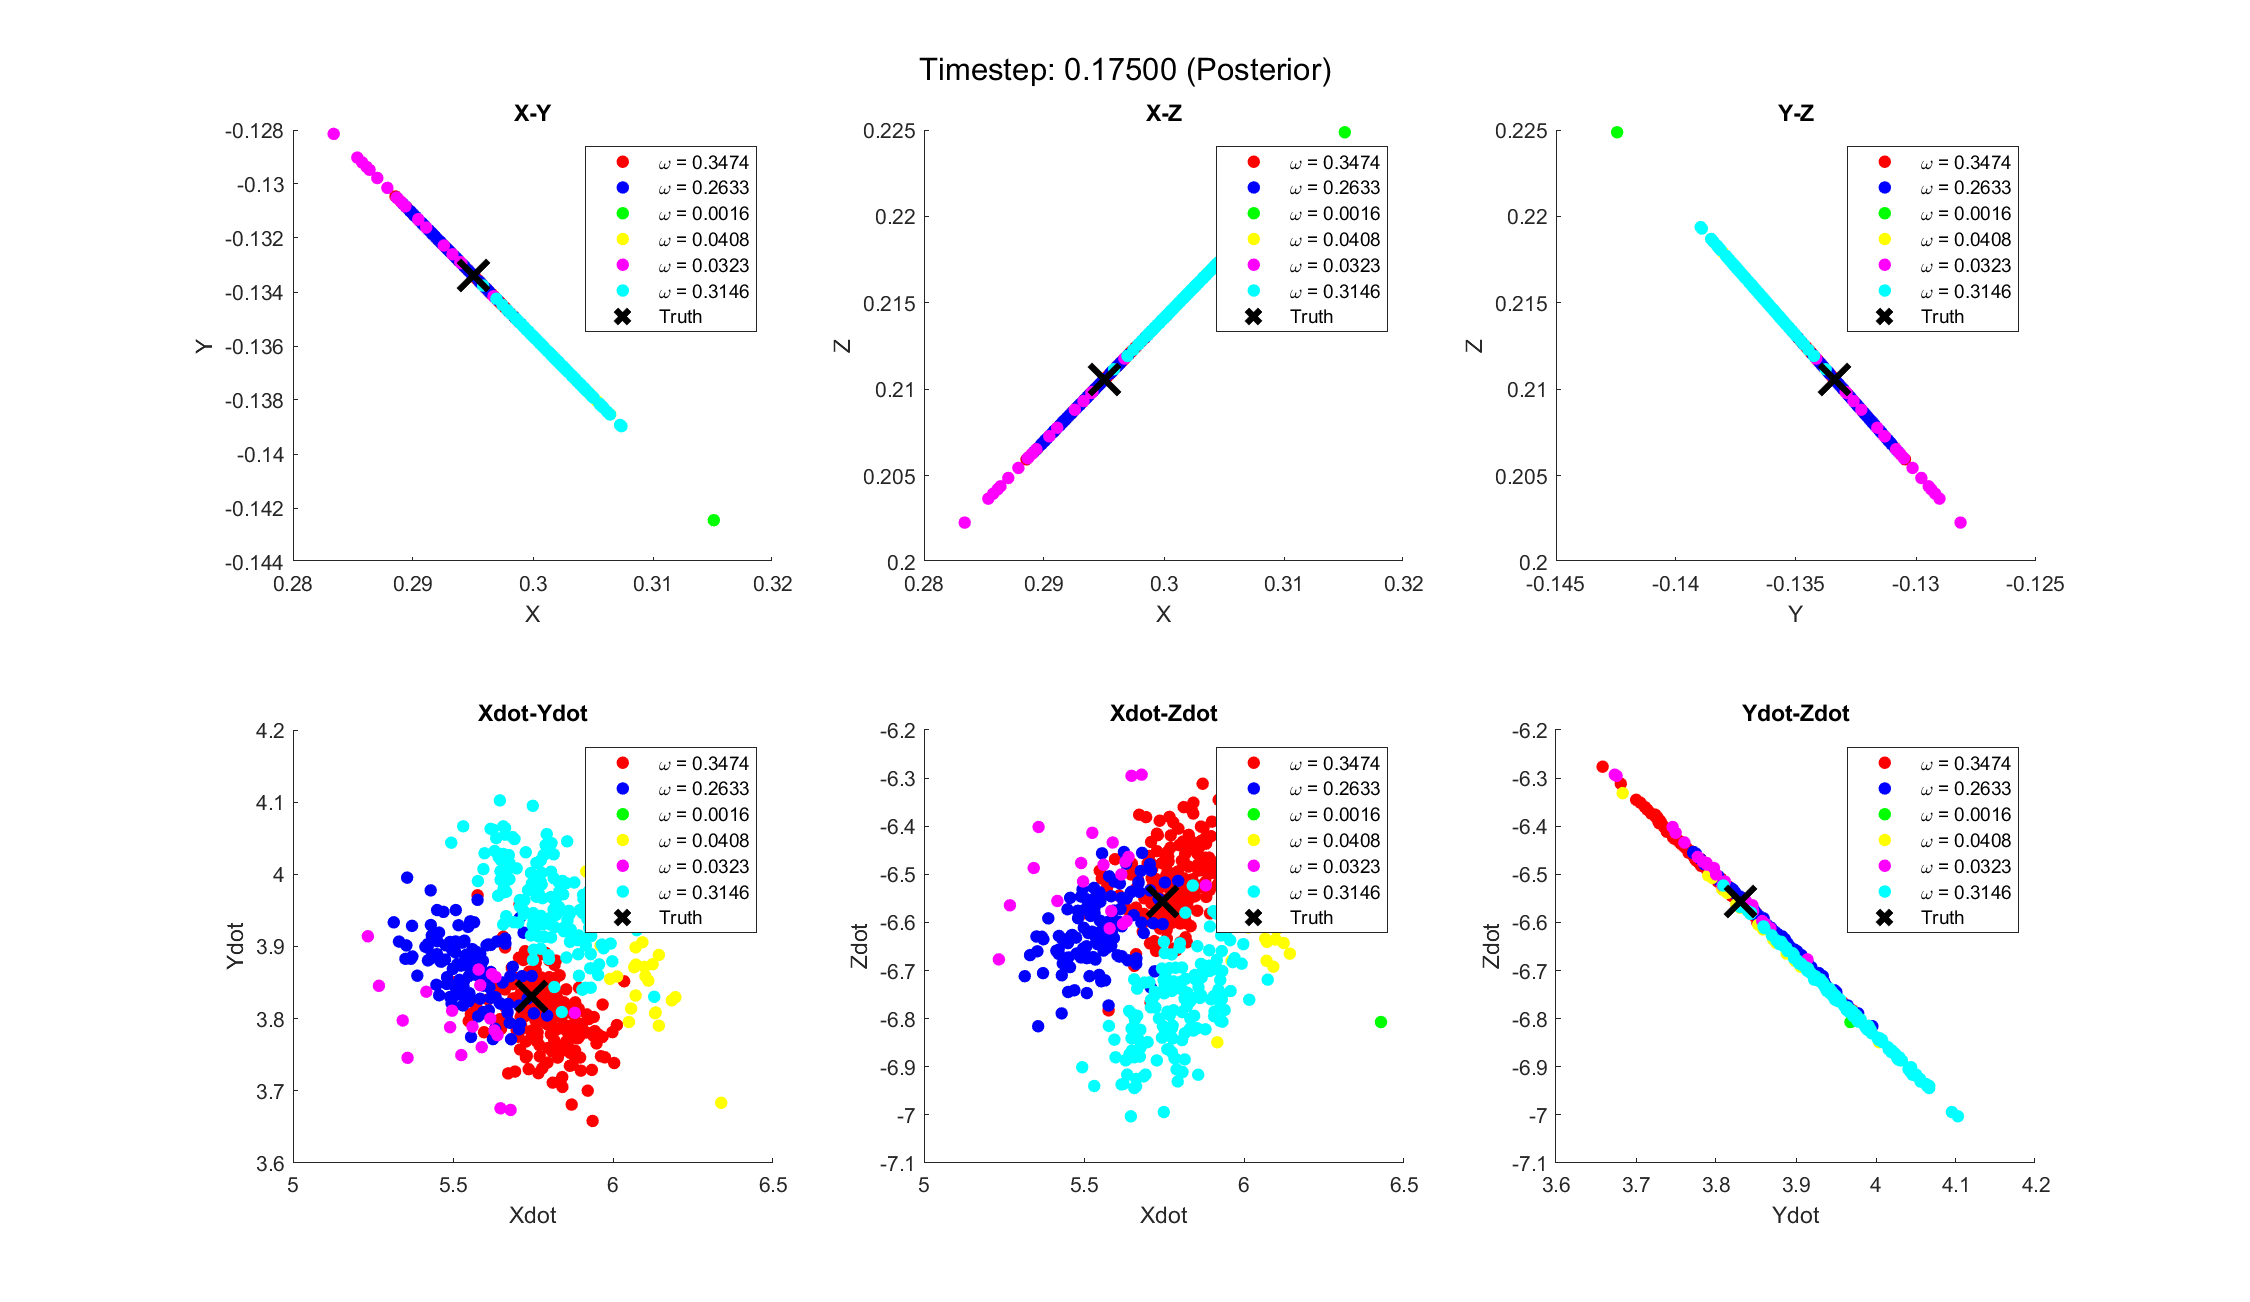 Timestep: 0.17500 (Posterior)
X-Y
-0.128
-0.13
-0.132
-0.134
-0.136
-0.138
-0.14
-0.142
-0.144
Y
0.28
0.29
0.3
0.31
0.32
X
ω = 0.3474
ω = 0.2633
ω = 0.0016
ω = 0.0408
ω = 0.0323
ω = 0.3146
Truth
X-Z
0.225
0.22
0.215
0.21
0.205
0.2
Z
0.28
0.29
0.3
0.31
0.32
X
ω = 0.3474
ω = 0.2633
ω = 0.0016
ω = 0.0408
ω = 0.0323
ω = 0.3146
Truth
Y-Z
0.225
0.22
0.215
0.21
0.205
0.2
Z
-0.145
-0.14
-0.135
-0.13
-0.125
Y
ω = 0.3474
ω = 0.2633
ω = 0.0016
ω = 0.0408
ω = 0.0323
ω = 0.3146
Truth
Xdot-Ydot
4.2
4.1
4
3.9
3.8
3.7
3.6
Ydot
5
5.5
6
6.5
Xdot
ω = 0.3474
ω = 0.2633
ω = 0.0016
ω = 0.0408
ω = 0.0323
ω = 0.3146
Truth
Xdot-Zdot
-6.2
-6.3
-6.4
-6.5
-6.6
-6.7
-6.8
-6.9
-7
-7.1
Zdot
5
5.5
6
6.5
Xdot
ω = 0.3474
ω = 0.2633
ω = 0.0016
ω = 0.0408
ω = 0.0323
ω = 0.3146
Truth
Ydot-Zdot
-6.2
-6.3
-6.4
-6.5
-6.6
-6.7
-6.8
-6.9
-7
-7.1
Zdot
3.6
3.7
3.8
3.9
4
4.1
4.2
Ydot
ω = 0.3474
ω = 0.2633
ω = 0.0016
ω = 0.0408
ω = 0.0323
ω = 0.3146
Truth